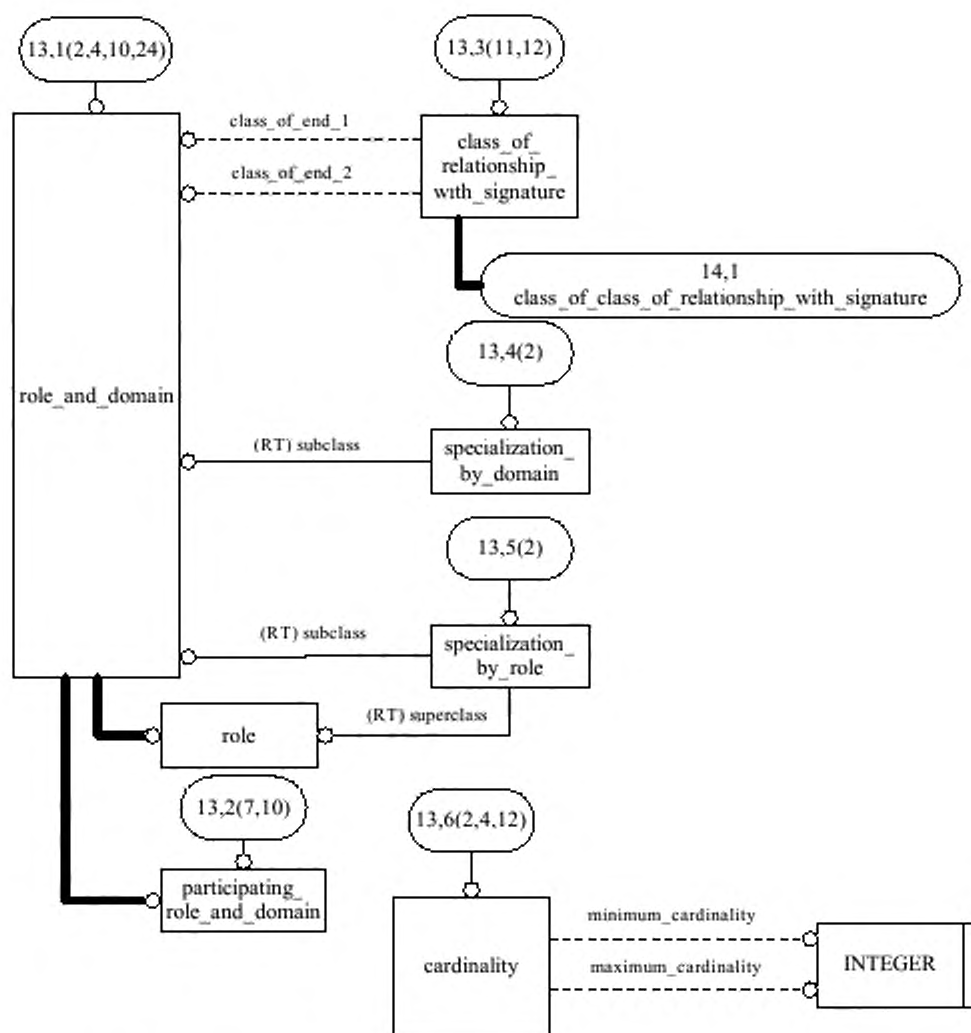 13,1(2,4,10,24)
13,3(11,12)
class_of_end_1
class_of_end_2
class_of_
relationship_
with_signature
14,1
class_of_class_of_relationship_with_signature
13,4(2)
role_and_domain
(RT) subclass
specialization_
by_domain
13,5(2)
(RT) subclass
specialization_
by_role
role
(RT) superclass
13,2(7,10)
13,6(2,4,12)
participating_
role_and_domain
cardinality
minimum_cardinality
maximum_cardinality
INTEGER